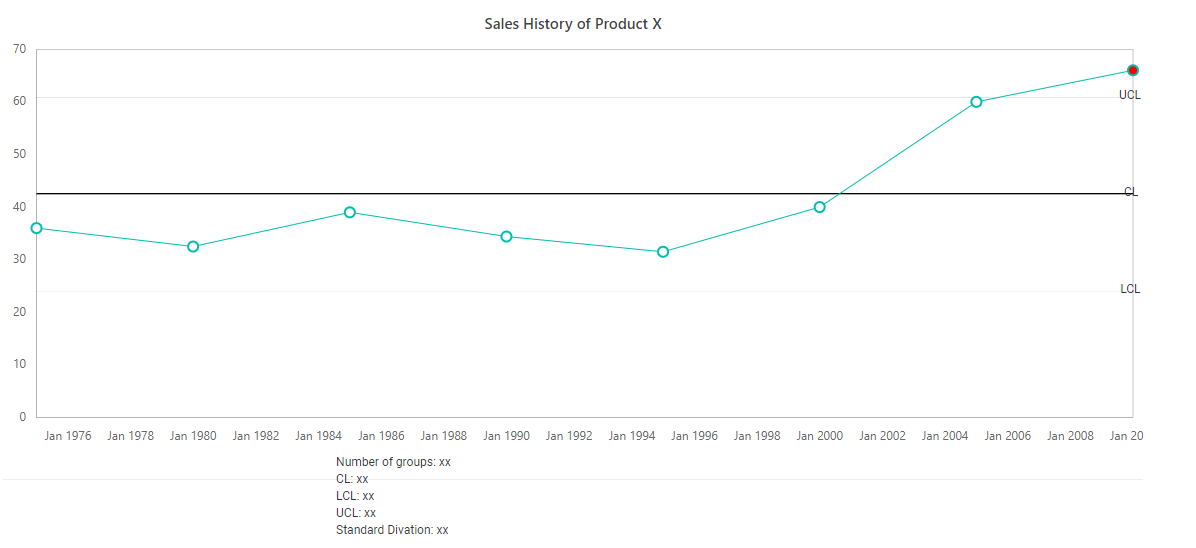 Sales History of Product X
70
60
50
40
30
20
10
0
UCL
CL
LCL
Jan 1976 Jan 1978 Jan 1980 Jan 1982 Jan 1984 Jan 1986 Jan 1988 Jan 1990 Jan 1992 Jan 1994 Jan 1996 Jan 1998 Jan 2000 Jan 2002 Jan 2004 Jan 2006 Jan 2008 Jan 20
Number of groups: xx
CL: xx
LCL: xx
UCL: xx
Standard Divation: xx